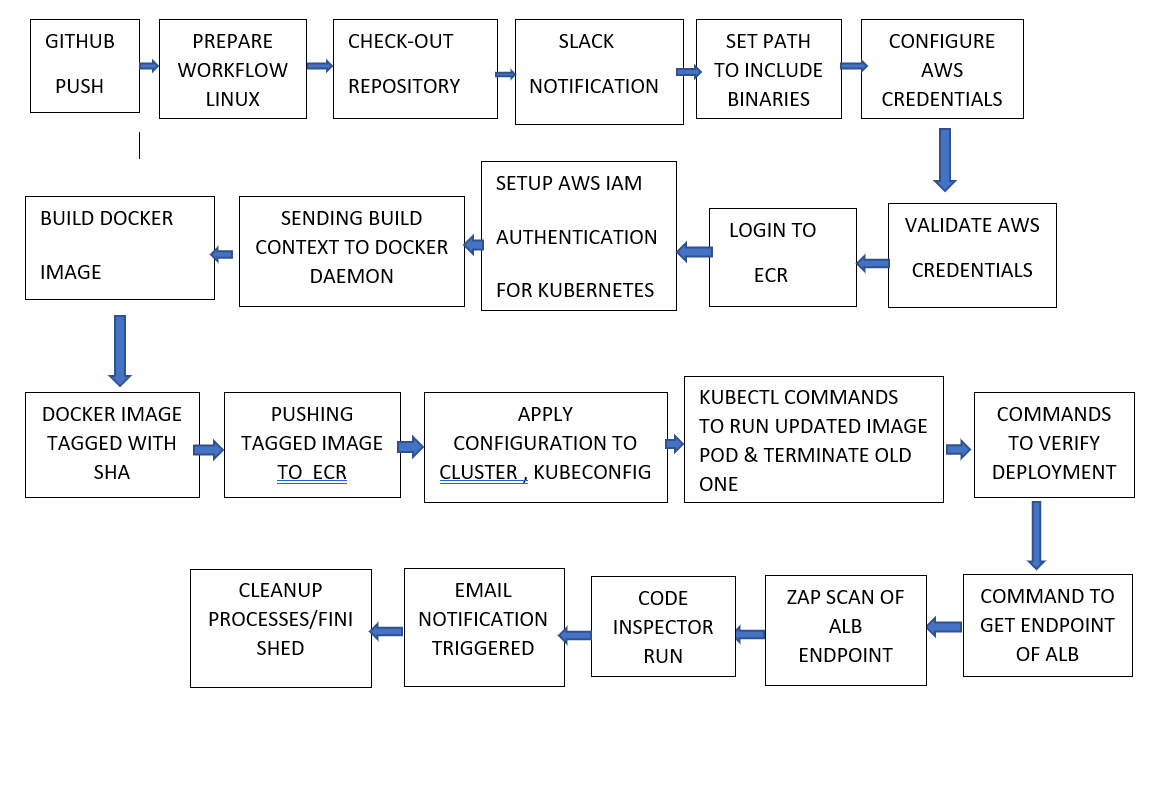 GITHUB
PUSH
PREPARE
WORKFLOW
LINUX
CHECK-OUT
REPOSITORY
SLACK
NOTIFICATION
SET PATH
TO INCLUDE
BINARIES
CONFIGURE
AWS
CREDENTIALS
VALIDATE AWS
CREDENTIALS
LOGIN TO
ECR
SETUP AWS IAM
AUTHENTICATION
FOR KUBERNETES
SENDING BUILD
CONTEXT TO DOCKER
DAEMON
BUILD DOCKER
IMAGE
DOCKER IMAGE
TAGGED WITH
SHA
PUSHING
TAGGED IMAGE
TO ECR
APPLY
CONFIGURATION TO
CLUSTER , KUBECONFIG
KUBECTL COMMANDS
TO RUN UPDATED IMAGE
POD & TERMINATE OLD
ONE
COMMANDS
TO VERIFY
DEPLOYMENT
COMMAND TO
GET ENDPOINT
OF ALB
ZAP SCAN OF
ALB
ENDPOINT
CODE
INSPECTOR
RUN
EMAIL
NOTIFICATION
TRIGGERED
CLEANUP
PROCESSES/FINI
SHED